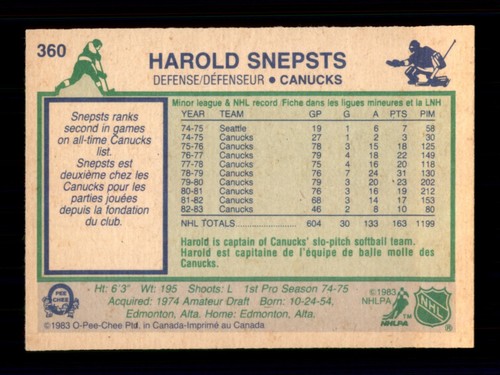 360
HAROLD SNEPSTS
DEFENSE/DÉFENSEUR • CANUCKS
Snepsts ranks
second in games
on all-time Canucks
list.
Snepsts est
deuxième chez les
Canucks pour les
parties jouées
depuis la fondation
du club.
Minor league & NHL record / Fiche dans les ligues mineures et la LNH
YEAR TEAM GP G A PTS PIM
74-75 Seattle 19 1 6 7 58
74-75 Canucks 27 1 2 3 30
75-76 Canucks 78 3 15 18 125
76-77 Canucks 79 4 18 22 149
77-78 Canucks 75 4 16 20 118
78-79 Canucks 76 7 24 31 130
79-80 Canucks 79 3 20 23 202
80-81 Canucks 76 3 16 19 212
81-82 Canucks 68 3 14 17 153
82-83 Canucks 46 2 8 10 80
NHL TOTALS 604 30 133 163 1199
Harold is captain of Canucks' slo-pitch softball team.
Harold est capitaine de l'équipe de balle molle des
Canucks.
O
PEE
CHEE
Ht: 6'3" Wt: 195 Shoots: L 1st Pro Season 74-75
Acquired: 1974 Amateur Draft Born: 10-24-54,
Edmonton, Alta. Home: Edmonton, Alta.
©1983 O-Pee-Chee Ptd. in Canada-Imprimé au Canada
©1983
NHLPA
NHLPA
TM
NHL
®